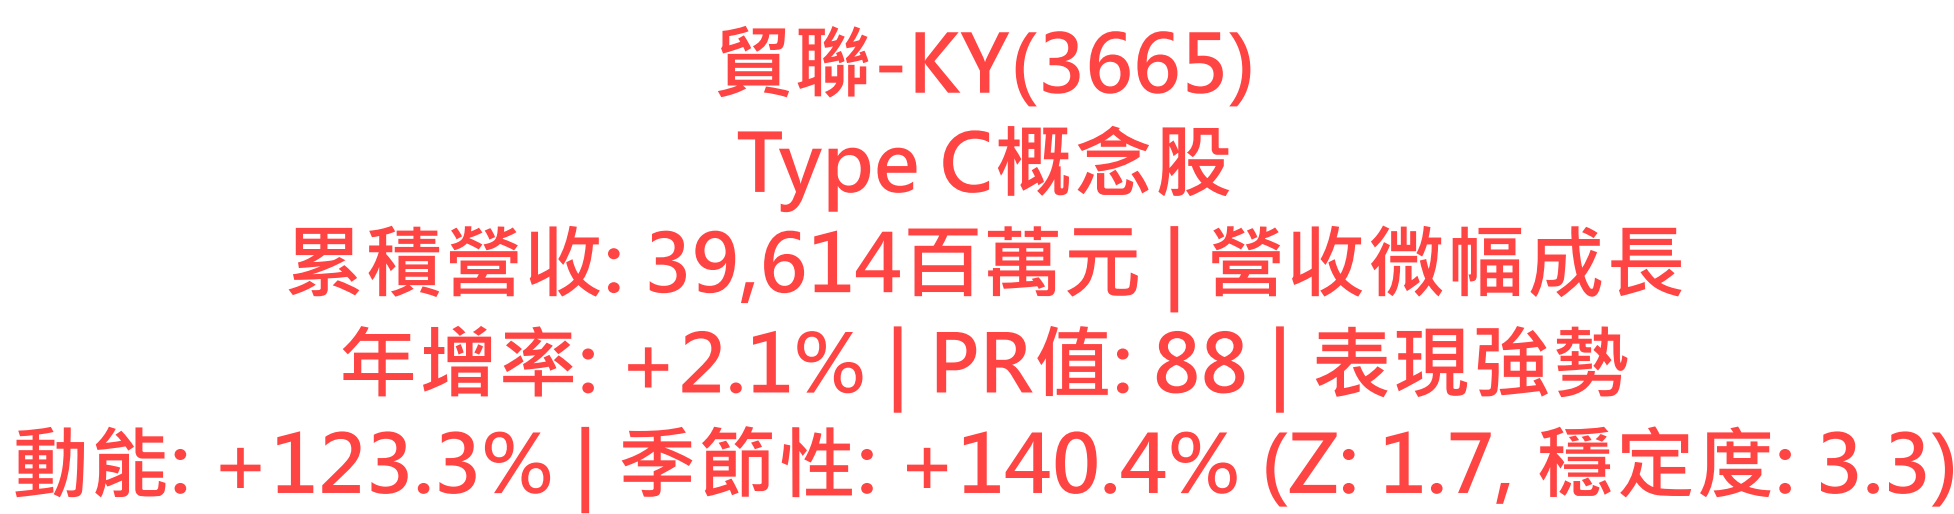 貿聯-KY(3665)
Type C概念股
累積營收: 39,614百萬元 | 營收微幅成長
年增率: +2.1% | PR值: 88 | 表現強勢
動能: +123.3% | 季節性: +140.4% (Z: 1.7, 穩定度: 3.3)